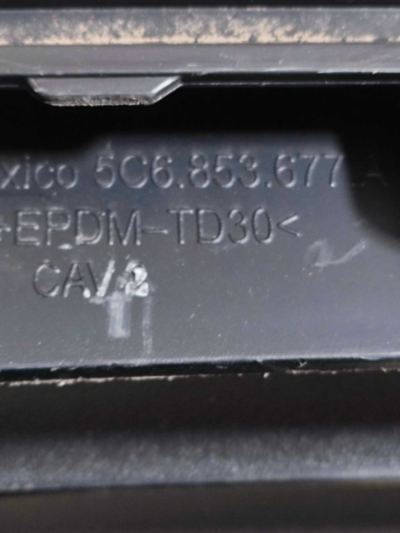 xico 5C6.853.677.A
+EPDM-TD30<
CAV2